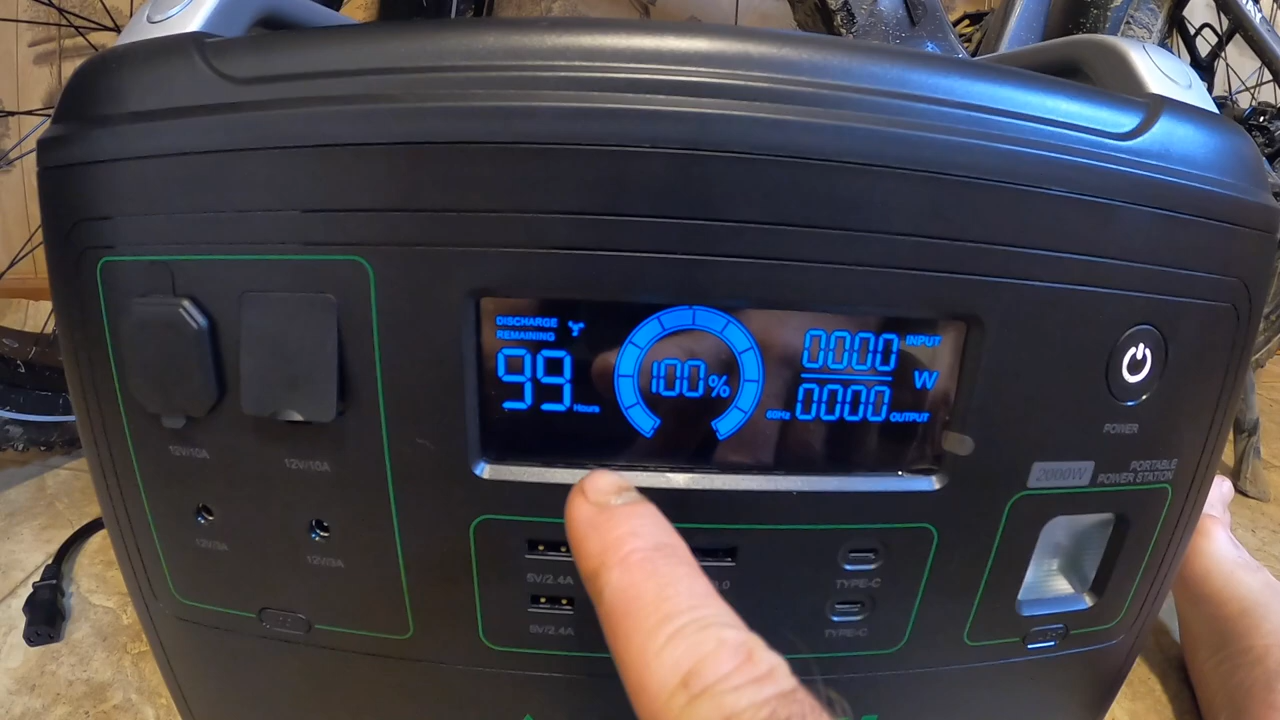 DISCHARGE
REMAINING
99 Hours
100%
0000 INPUT
W
60Hz 0000 OUTPUT
POWER
2000W
PORTABLE
POWER STATION
12V/10A
12V/10A
12V/3A
12V/3A
5V/2.4A
5V/2.4A
.0
TYPE-C
TYPE-C